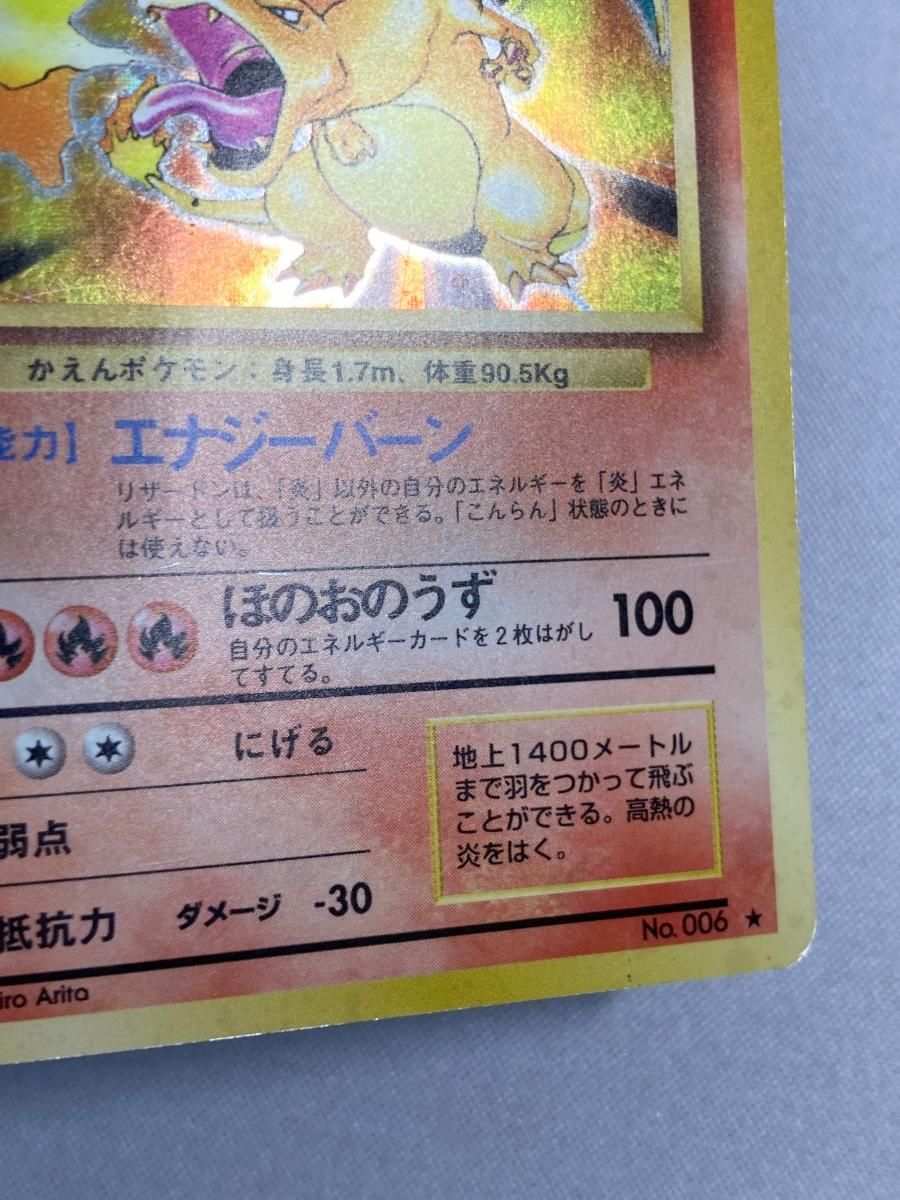 かえんポケモン：身長1.7m、体重90.5Kg
能力】 エナジーバーン
リザードンは、「炎」以外の自分のエネルギーを「炎」エネ
ルギーとして扱うことができる。「こんらん」状態のときに
は使えない。
ほのおのうず 100
自分のエネルギーカードを２枚はがし
てすてる。
にげる
地上1400メートル
まで羽をつかって飛ぶ
ことができる。高熱の
炎をはく。
弱点
抵抗力 ダメージ -30
No. 006 ★
iro Arita